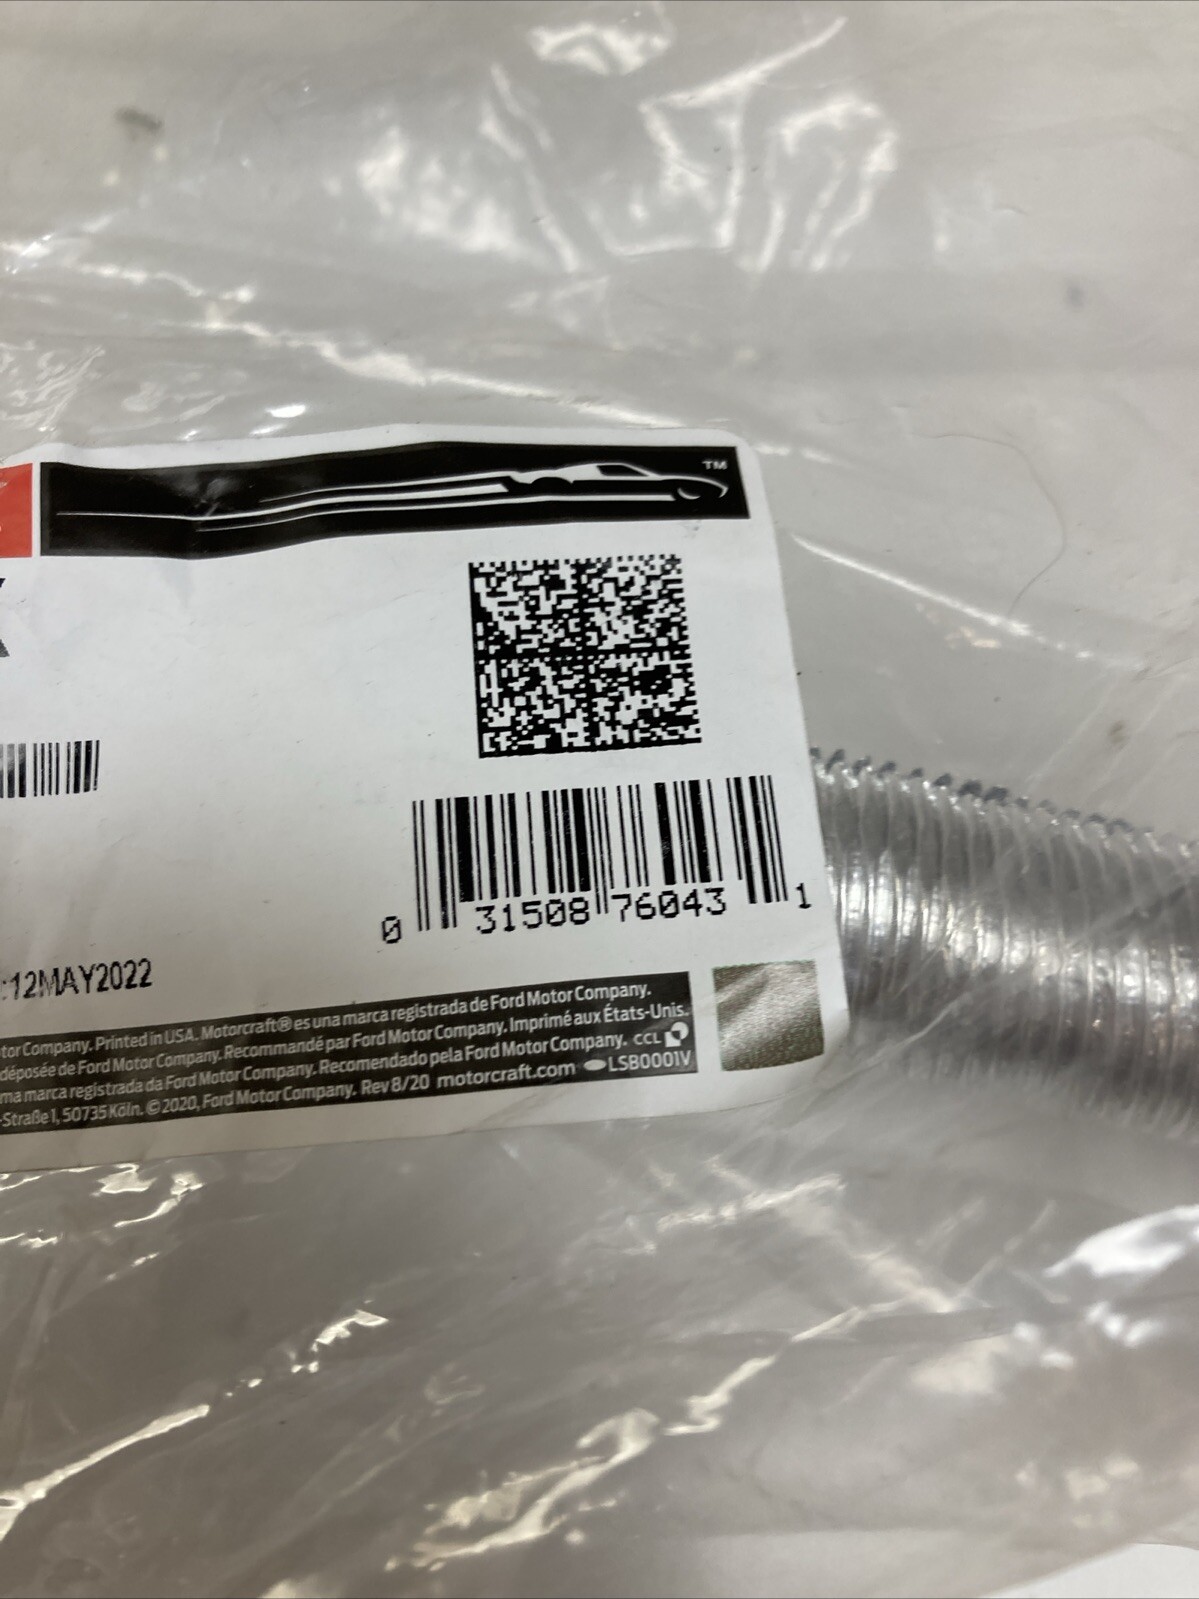 TM
0 31508 76043 1
:12MAY2022
tor Company. Printed in USA. Motorcraft® es una marca registrada de Ford Motor Company.
déposée de Ford Motor Company. Recommandé par Ford Motor Company. Imprimé aux États-Unis.
ma marca registrada da Ford Motor Company. Recomendado pela Ford Motor Company. CCL
-Straße 1, 50735 Köln. © 2020, Ford Motor Company. Rev 8/20 motorcraft.com LSB0001V